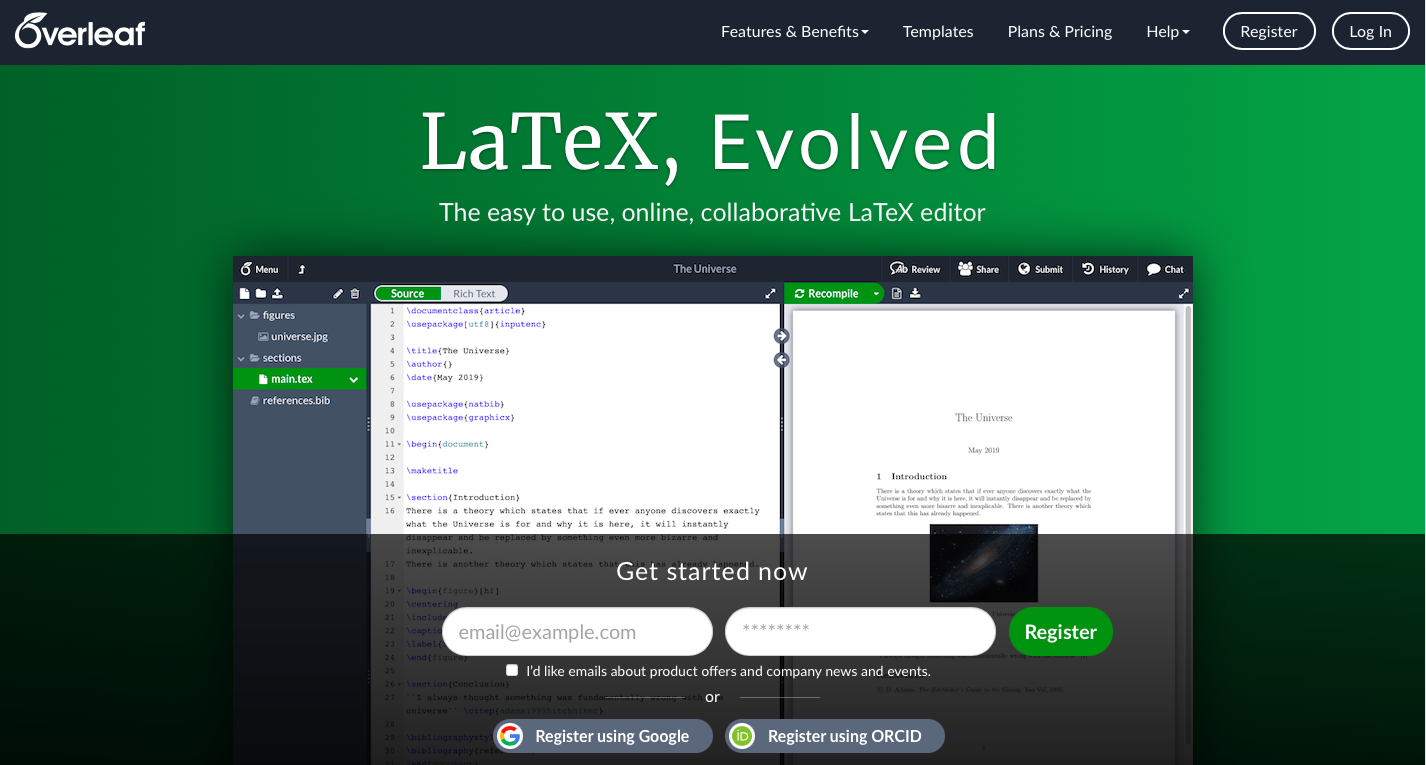 Overleaf
Features & Benefits
Templates
Plans & Pricing
Help
Register
Log In
LaTeX, Evolved
The easy to use, online, collaborative LaTeX editor
Menu
The Universe
Review
Share
Submit
History
Chat
Source
Rich Text
Recompile
figures
universe.jpg
sections
main.tex
references.bib
1 \documentclass{article}
2 \usepackage[utf8]{inputenc}
3
4 \title{The Universe}
5 \author{}
6 \date{May 2019}
7
8 \usepackage{natbib}
9 \usepackage{graphicx}
10
11 \begin{document}
12
13 \maketitle
14
15 \section{Introduction}
16 There is a theory which states that if ever anyone discovers exactly
what the Universe is for and why it is here, it will instantly
disappear and be replaced by something even more bizarre and
inexplicable.
17 There is another theory which states that this has already happened.
18
19 \begin{figure}[h!]
20 \centering
21
22
23 \label{
24 \end{figure}
25
26 \section{Conclusion}
27 ``I always thought something was fundamentally wrong with
universe'' \citep{adams1995hitchhiker}
28
29
30 \bibliography{
The Universe
May 2019
1 Introduction
There is a theory which states that if ever anyone discovers exactly what the
Universe is for and why it is here, it will instantly disappear and be replaced by
something even more bizarre and inexplicable. There is another theory which
states that this has already happened.
Get started now
email@example.com
********
Register
I'd like emails about product offers and company news and events.
or
Register using Google
iD
Register using ORCID